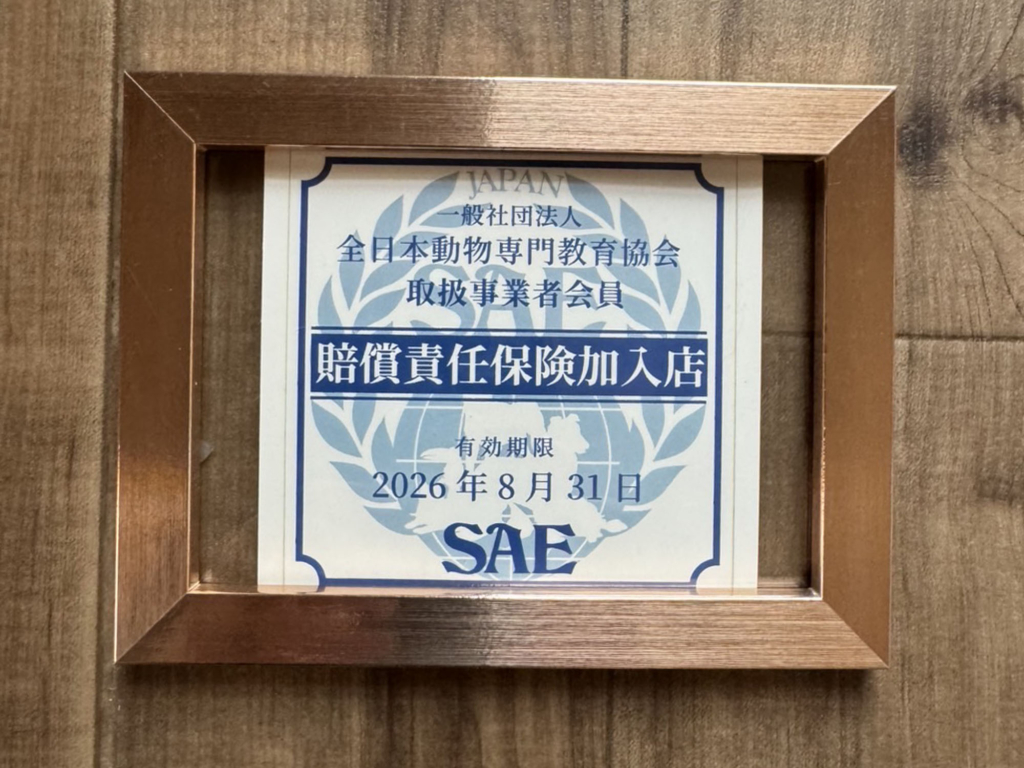 JAPAN
一般社団法人
全日本動物専門教育協会
SAE
取扱事業者会員
賠償責任保険加入店
有効期限
2026年8月31日
SAE